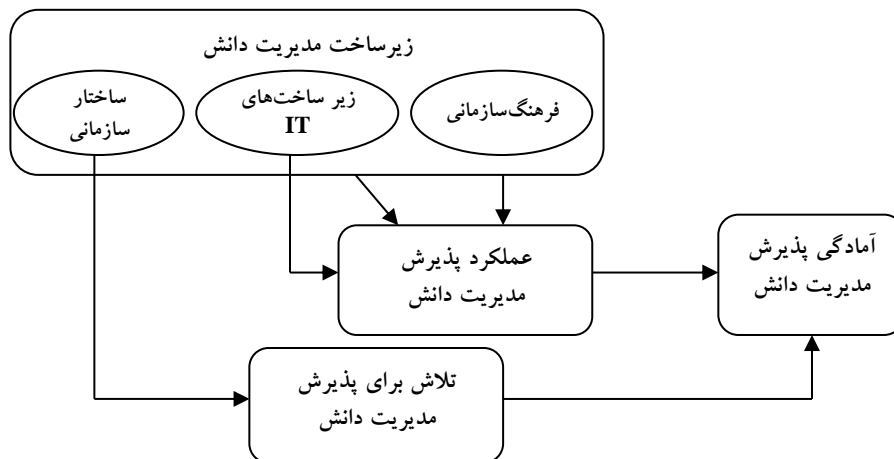 زیرساخت مدیریت دانش
فرهنگ‌سازمانی
زیر ساخت‌های
IT
ساختار
سازمانی
عملکرد پذیرش
مدیریت دانش
آمادگی پذیرش
مدیریت دانش
تلاش برای پذیرش
مدیریت دانش